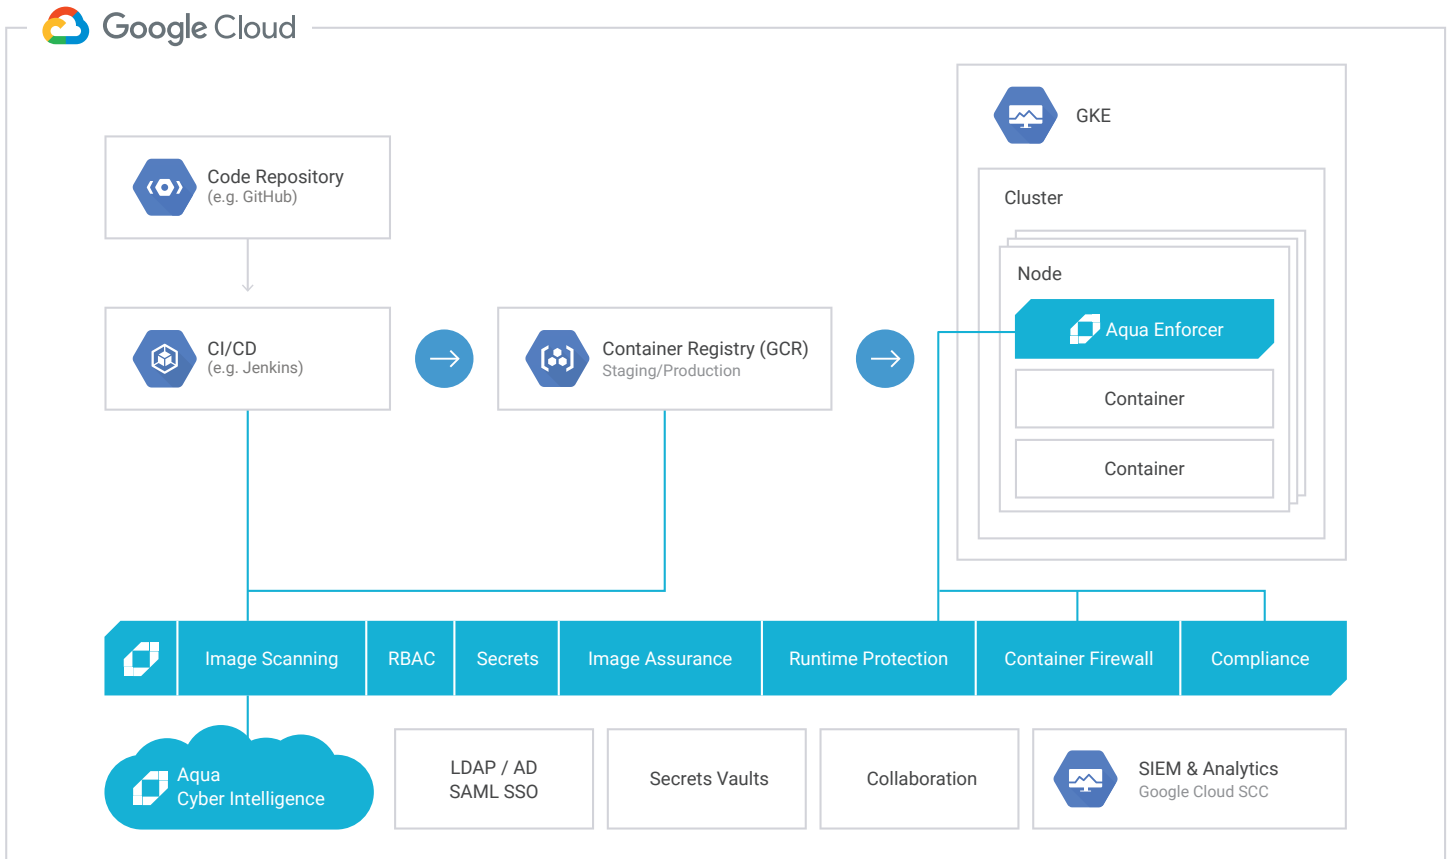 Google Cloud
GKE
Code Repository
(e.g. GitHub)
Cluster
Node
Aqua Enforcer
CI/CD
(e.g. Jenkins)
Container Registry (GCR)
Staging/Production
Container
Container
Image Scanning
RBAC
Secrets
Image Assurance
Runtime Protection
Container Firewall
Compliance
Aqua
Cyber Intelligence
LDAP / AD
SAML SSO
Secrets Vaults
Collaboration
SIEM & Analytics
Google Cloud SCC